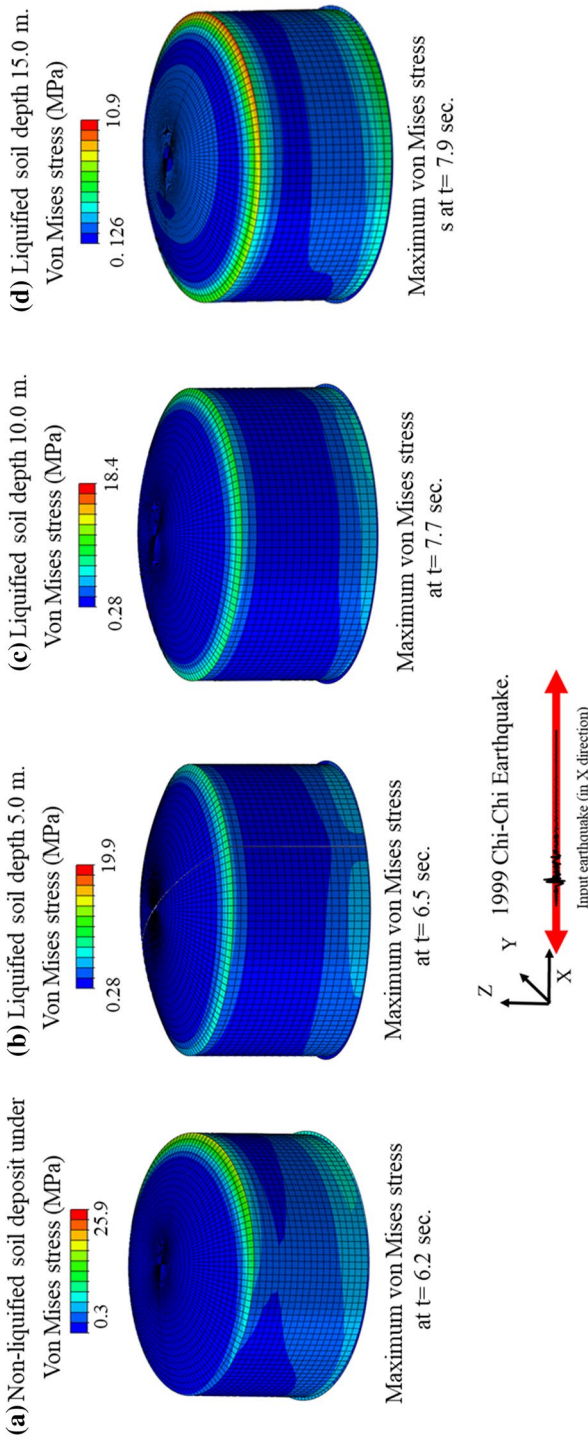 (a) Non-liquified soil deposit under
Von Mises stress (MPa)
0.3 25.9
Maximum von Mises stress
at t= 6.2 sec.
(b) Liquified soil depth 5.0 m.
Von Mises stress (MPa)
0.28 19.9
Maximum von Mises stress
at t= 6.5 sec.
(c) Liquified soil depth 10.0 m.
Von Mises stress (MPa)
0.28 18.4
Maximum von Mises stress
at t= 7.7 sec.
(d) Liquified soil depth 15.0 m.
Von Mises stress (MPa)
0.126 10.9
Maximum von Mises stress
s at t= 7.9 sec.
Z
Y
X
1999 Chi-Chi Earthquake.
Input earthquake (in X direction)